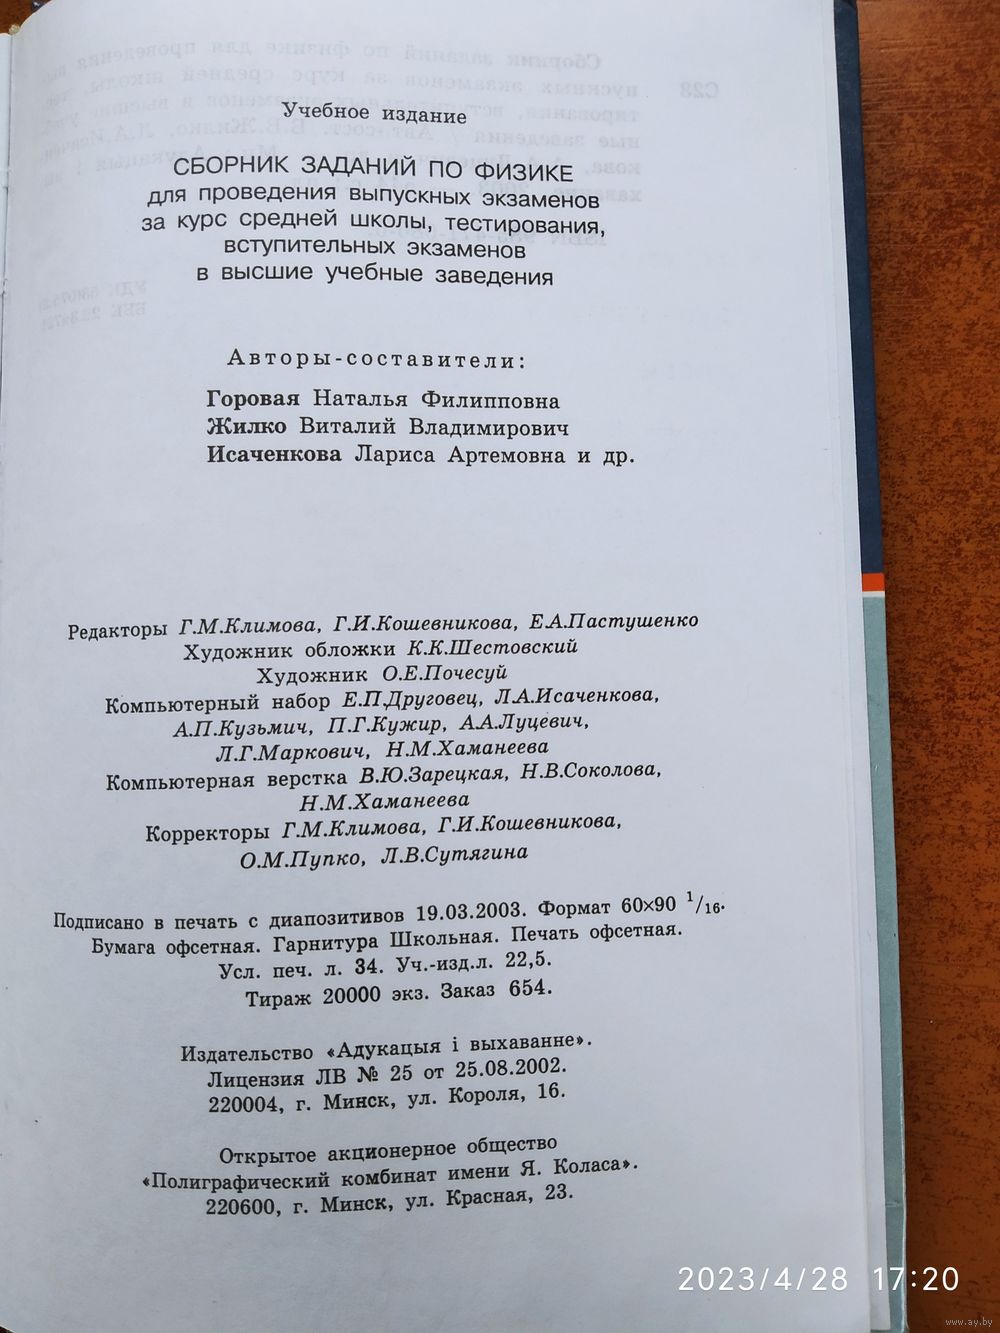 Учебное издание
СБОРНИК ЗАДАНИЙ ПО ФИЗИКЕ
для проведения выпускных экзаменов
за курс средней школы, тестирования,
вступительных экзаменов
в высшие учебные заведения
Авторы-составители:
Горовая Наталья Филипповна
Жилко Виталий Владимирович
Исаченкова Лариса Артемовна и др.
Редакторы Г.М.Климова, Г.И.Кошевникова, Е.А.Пастушенко
Художник обложки К.К.Шестовский
Художник О.Е.Почесуй
Компьютерный набор Е.П.Друговец, Л.А.Исаченкова,
А.П.Кузьмич, П.Г.Кужир, А.А.Луцевич,
Л.Г.Маркович, Н.М.Хаманеева
Компьютерная верстка В.Ю.Зарецкая, Н.В.Соколова,
Н.М.Хаманеева
Корректоры Г.М.Климова, Г.И.Кошевникова,
О.М.Пупко, Л.В.Сутягина
Подписано в печать с диапозитивов 19.03.2003. Формат 60×90 1/16.
Бумага офсетная. Гарнитура Школьная. Печать офсетная.
Усл. печ. л. 34. Уч.-изд.л. 22,5.
Тираж 20000 экз. Заказ 654.
Издательство «Адукацыя і выхаванне».
Лицензия ЛВ № 25 от 25.08.2002.
220004, г. Минск, ул. Короля, 16.
Открытое акционерное общество
«Полиграфический комбинат имени Я. Коласа».
220600, г. Минск, ул. Красная, 23.
2023/4/28 17:20
www.ay.by